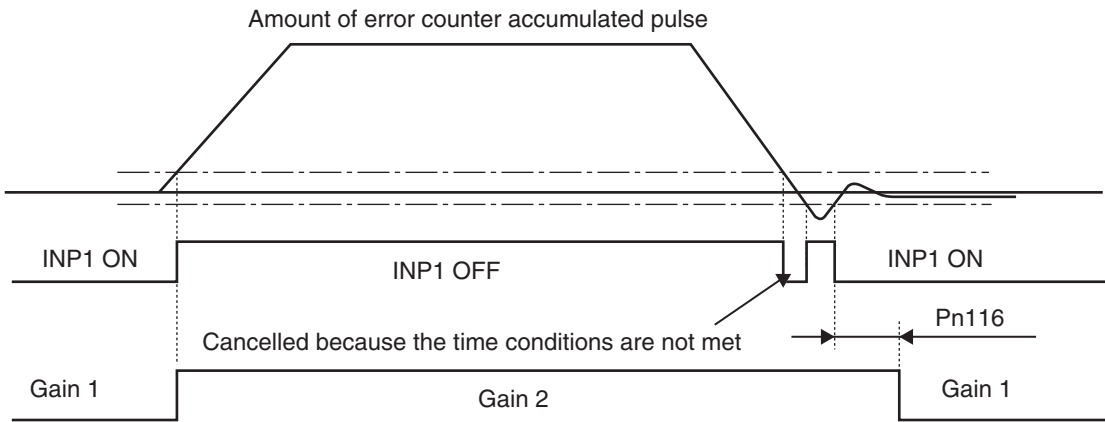 Amount of error counter accumulated pulse
INP1 ON
INP1 OFF
INP1 ON
Pn116
Cancelled because the time conditions are not met
Gain 1
Gain 2
Gain 1